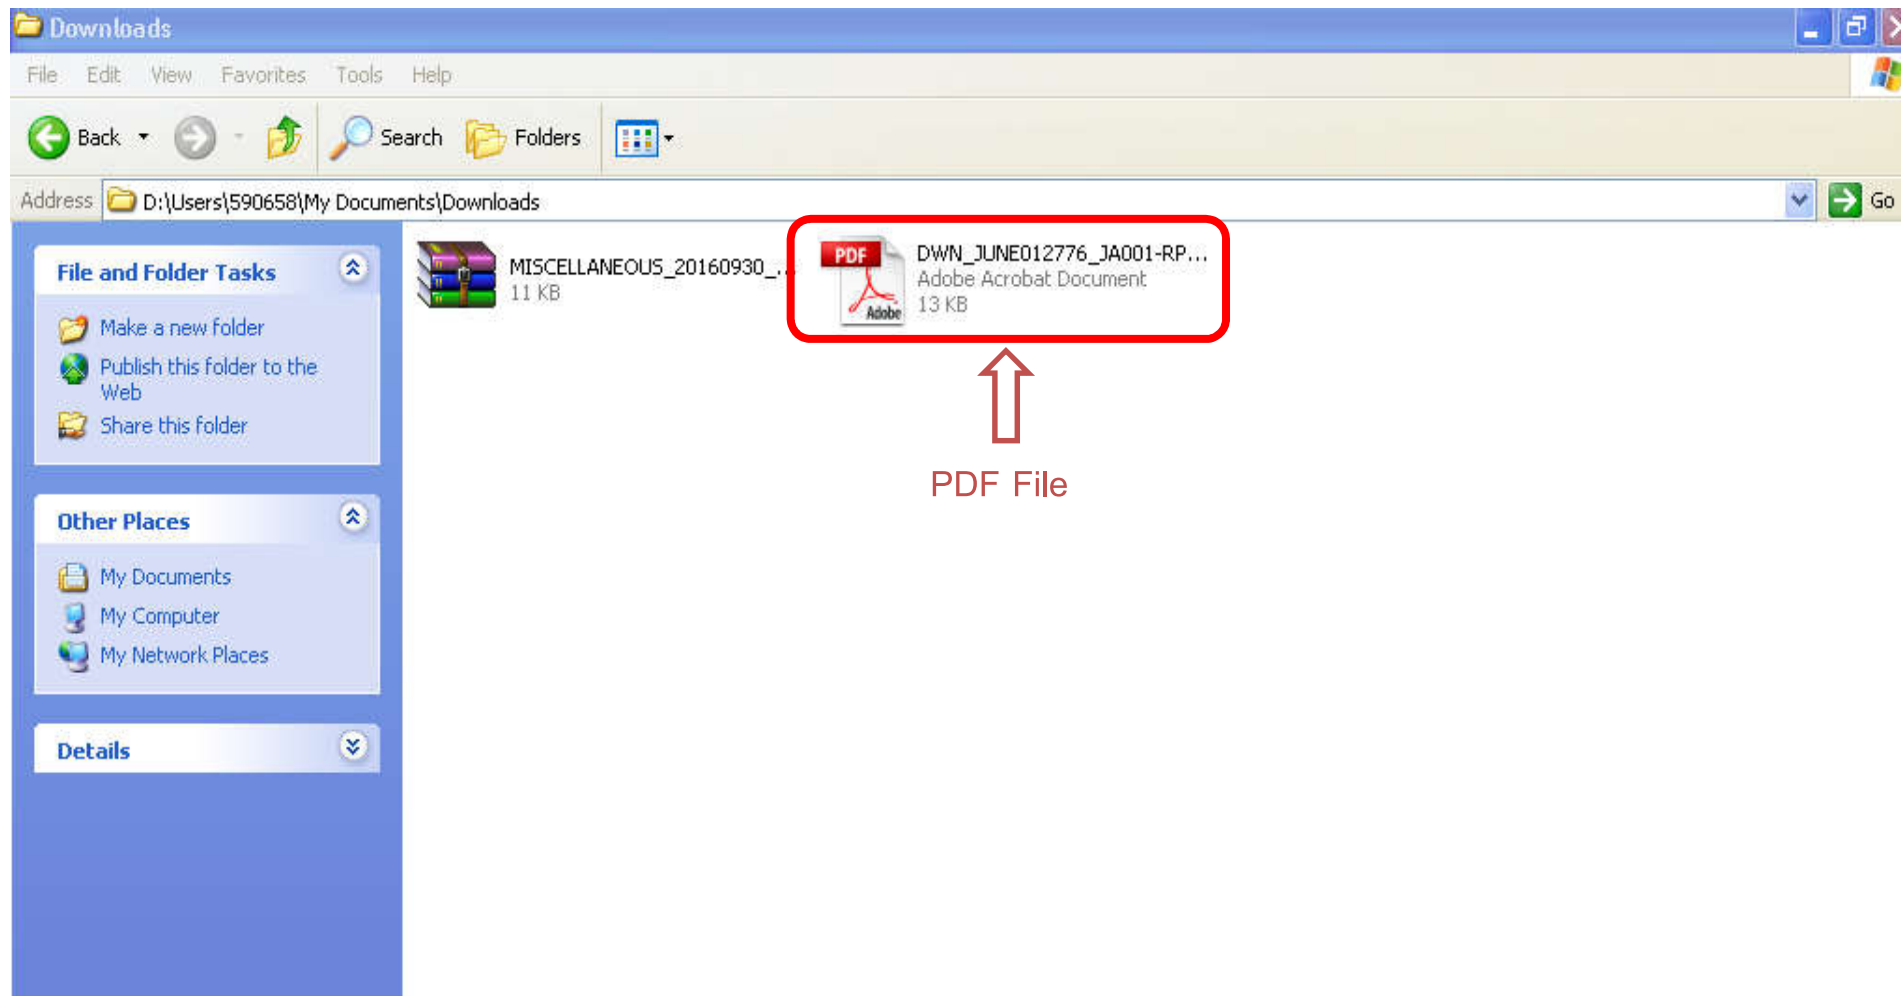 Downloads
File Edit View Favorites Tools Help
Back Search Folders
Address D:\Users\590658\My Documents\Downloads Go
File and Folder Tasks
Make a new folder
Publish this folder to the
Web
Share this folder
Other Places
My Documents
My Computer
My Network Places
Details
MISCELLANEOUS_20160930_...
11 KB
PDF
Adobe
DWN_JUNE012776_JA001-RP...
Adobe Acrobat Document
13 KB
PDF File